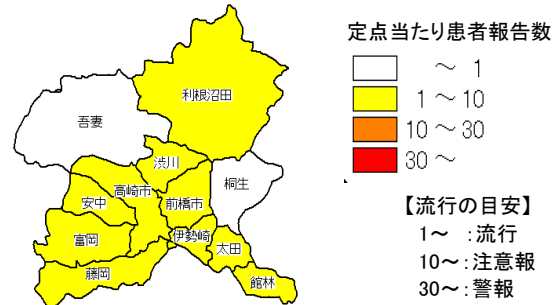 定点当たり患者報告数
～ 1
1 ～ 10
10 ～ 30
30 ～
【流行の目安】
1～ ：流行
10～：注意報
30～：警報
利根沼田
吾妻
渋川
桐生
高崎市
前橋市
安中
伊勢崎
太田
富岡
藤岡
館林